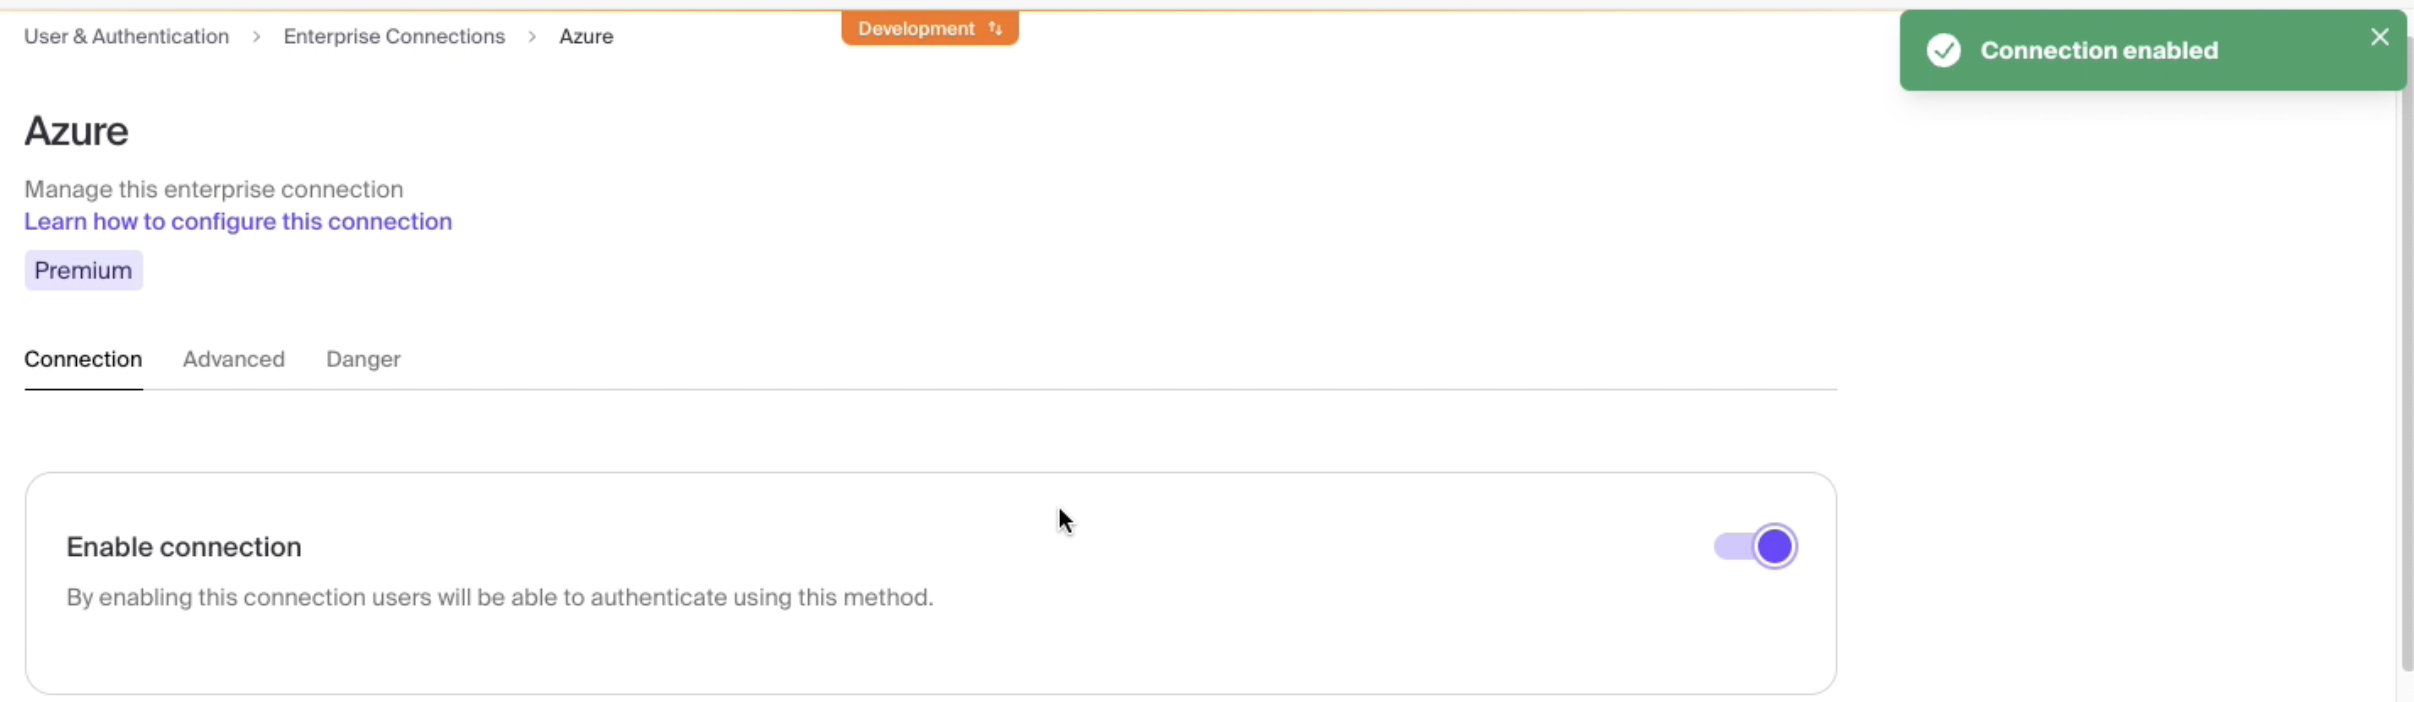 User & Authentication > Enterprise Connections > Azure
Development
Connection enabled
Azure
Manage this enterprise connection
Learn how to configure this connection
Premium
Connection Advanced Danger
Enable connection
By enabling this connection users will be able to authenticate using this method.